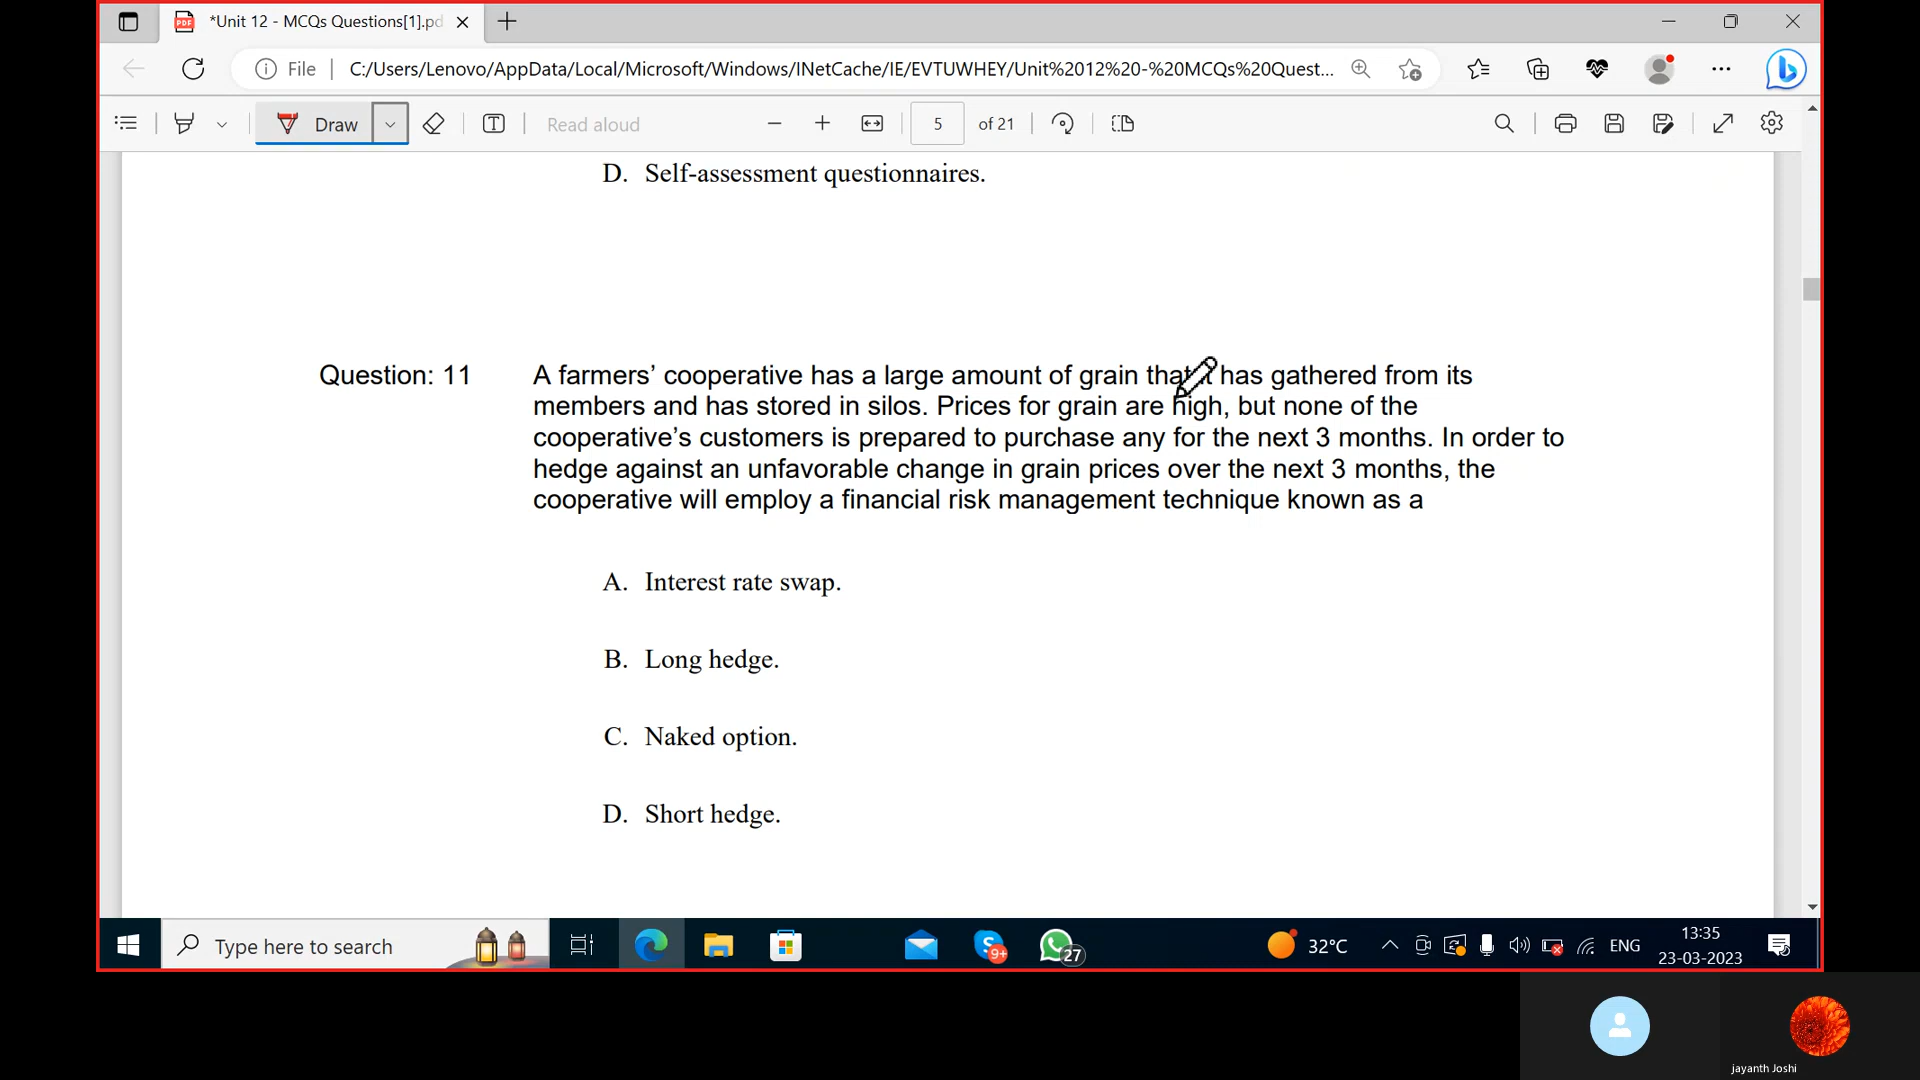 *Unit 12 - MCQs Questions[1].pd
File
C:/Users/Lenovo/AppData/Local/Microsoft/Windows/INetCache/IE/EVTUWHEY/Unit%2012%20-%20MCQs%20Quest...
Draw
Read aloud
5
of 21
D. Self-assessment questionnaires.
Question: 11
A farmers’ cooperative has a large amount of grain that it has gathered from its
members and has stored in silos. Prices for grain are high, but none of the
cooperative’s customers is prepared to purchase any for the next 3 months. In order to
hedge against an unfavorable change in grain prices over the next 3 months, the
cooperative will employ a financial risk management technique known as a
A. Interest rate swap.
B. Long hedge.
C. Naked option.
D. Short hedge.
Type here to search
9+
27
32°C
ENG
13:35
23-03-2023
jayanth Joshi